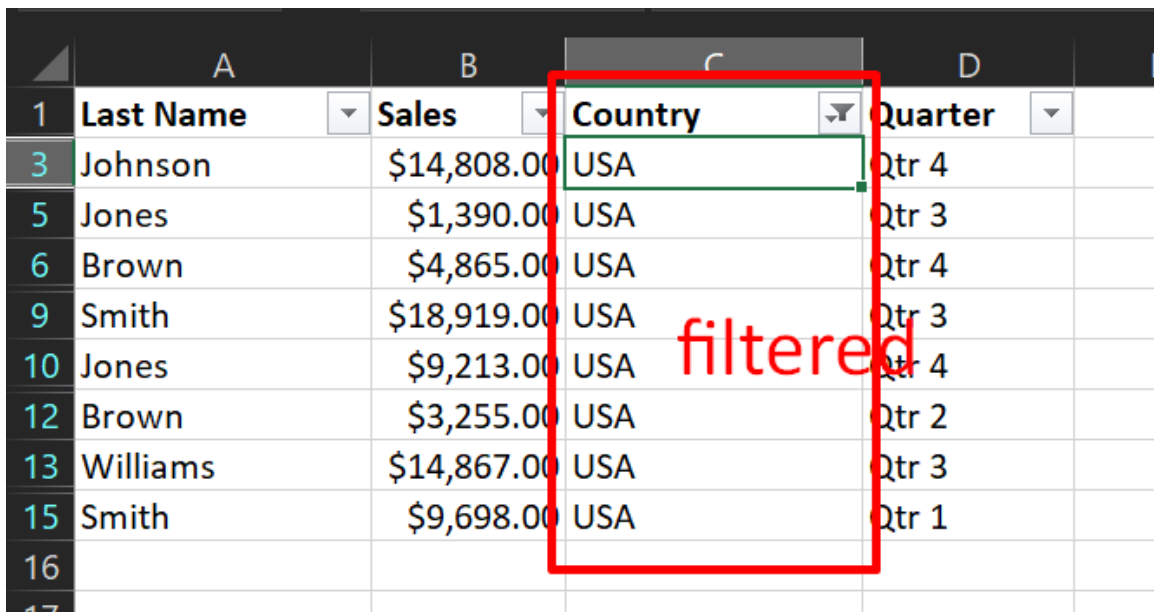 A B C D
1 Last Name Sales Country Quarter
3 Johnson $14,808.00 USA Qtr 4
5 Jones $1,390.00 USA Qtr 3
6 Brown $4,865.00 USA Qtr 4
9 Smith $18,919.00 USA Qtr 3
filtered
10 Jones $9,213.00 USA Qtr 4
12 Brown $3,255.00 USA Qtr 2
13 Williams $14,867.00 USA Qtr 3
15 Smith $9,698.00 USA Qtr 1
16
17